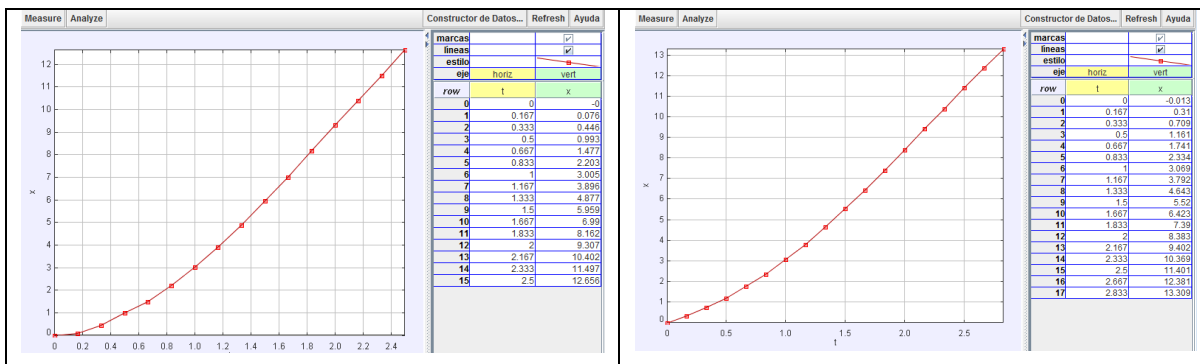 Measure Analyze Constructor de Datos... Refresh Ayuda
marcas
líneas
estilo
eje horiz vert
row t x
0 0 -0
1 0.167 0.076
2 0.333 0.446
3 0.5 0.993
4 0.667 1.477
5 0.833 2.203
6 1 3.005
7 1.167 3.896
8 1.333 4.877
9 1.5 5.959
10 1.667 6.99
11 1.833 8.162
12 2 9.307
13 2.167 10.402
14 2.333 11.497
15 2.5 12.656
12
11
10
9
8
7
6
5
4
3
2
1
0
x
0 0.2 0.4 0.6 0.8 1.0 1.2 1.4 1.6 1.8 2.0 2.2 2.4
Measure Analyze Constructor de Datos... Refresh Ayuda
marcas
líneas
estilo
eje horiz vert
row t x
0 0 -0.013
1 0.167 0.31
2 0.333 0.709
3 0.5 1.161
4 0.667 1.741
5 0.833 2.334
6 1 3.069
7 1.167 3.792
8 1.333 4.643
9 1.5 5.52
10 1.667 6.423
11 1.833 7.39
12 2 8.383
13 2.167 9.402
14 2.333 10.369
15 2.5 11.401
16 2.667 12.381
17 2.833 13.309
13
12
11
10
9
8
7
6
5
4
3
2
1
0
x
0 0.5 1.0 1.5 2.0 2.5
t